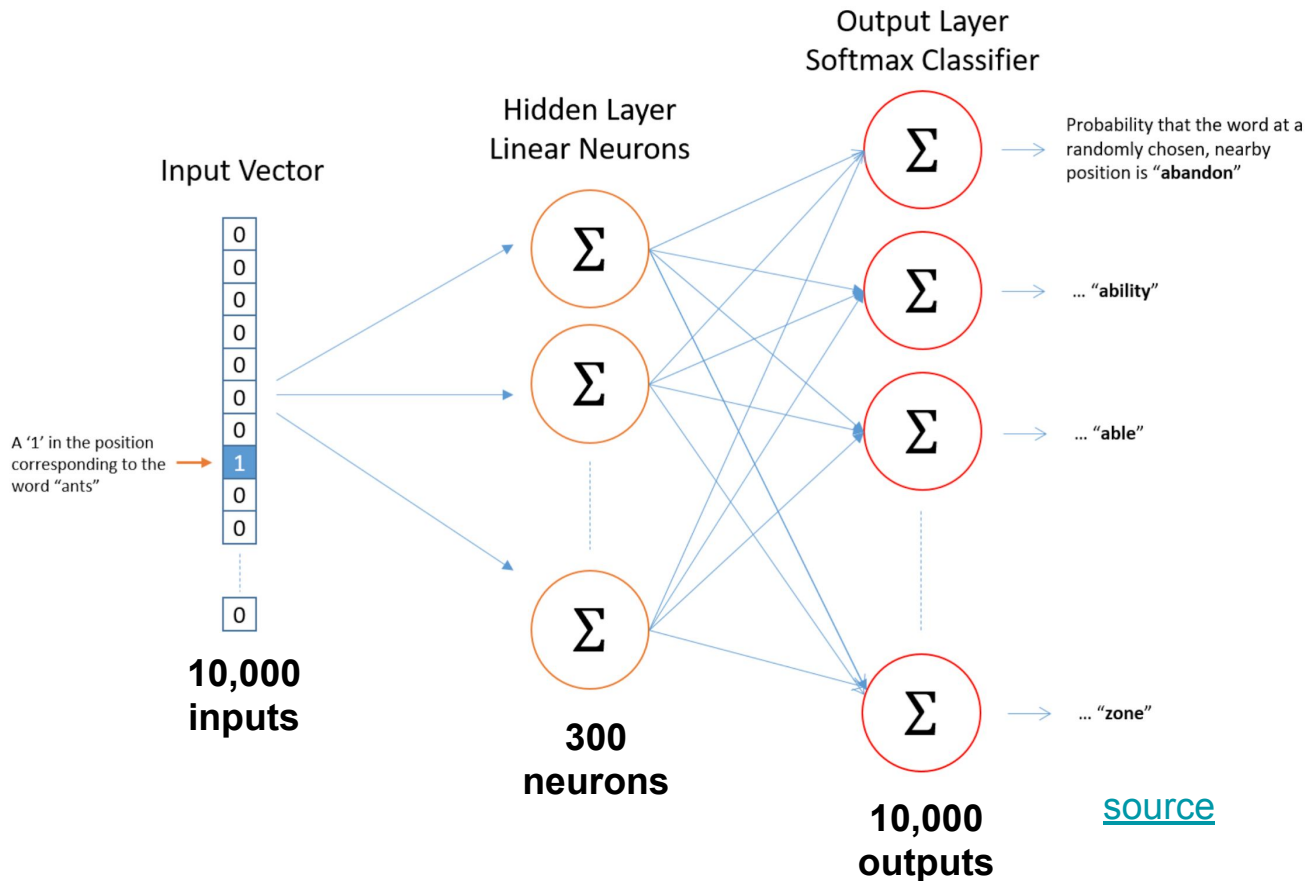 Output Layer
Softmax Classifier
Hidden Layer
Linear Neurons
Input Vector
Probability that the word at a
randomly chosen, nearby
position is “abandon”
0
0
0
0
0
0
0
1
0
0
0
A ‘1’ in the position
corresponding to the
word “ants”
Σ
Σ
Σ
Σ
Σ
Σ
Σ
... “ability”
... “able”
... “zone”
10,000
inputs
300
neurons
10,000
outputs
source